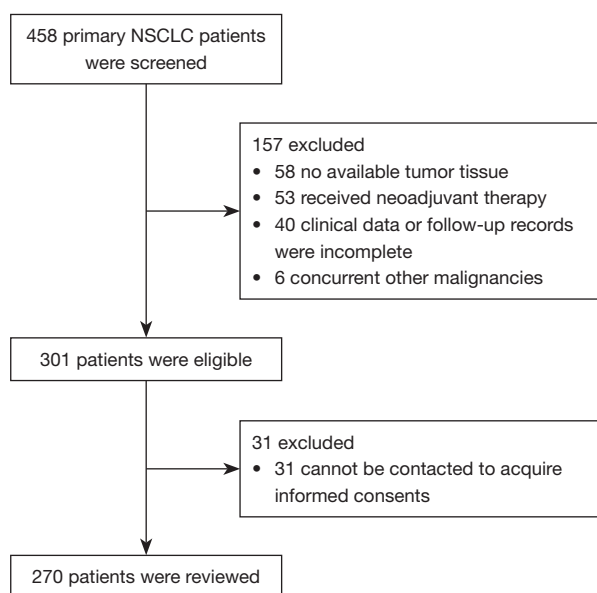 458 primary NSCLC patients
were screened
157 excluded
• 58 no available tumor tissue
• 53 received neoadjuvant therapy
• 40 clinical data or follow-up records
were incomplete
• 6 concurrent other malignancies
301 patients were eligible
31 excluded
• 31 cannot be contacted to acquire
informed consents
270 patients were reviewed